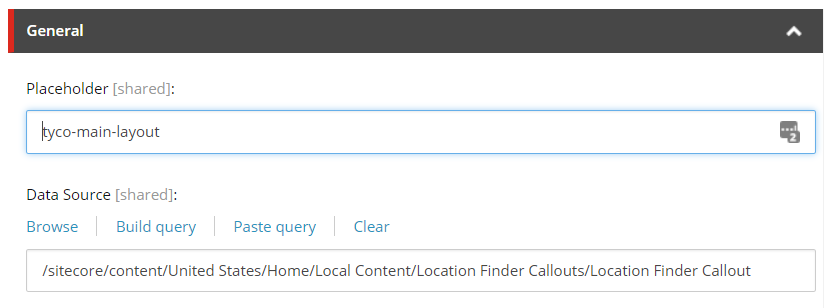 General
Placeholder [shared]:
tyco-main-layout
2
Data Source [shared]:
Browse Build query Paste query Clear
/sitecore/content/United States/Home/Local Content/Location Finder Callouts/Location Finder Callout